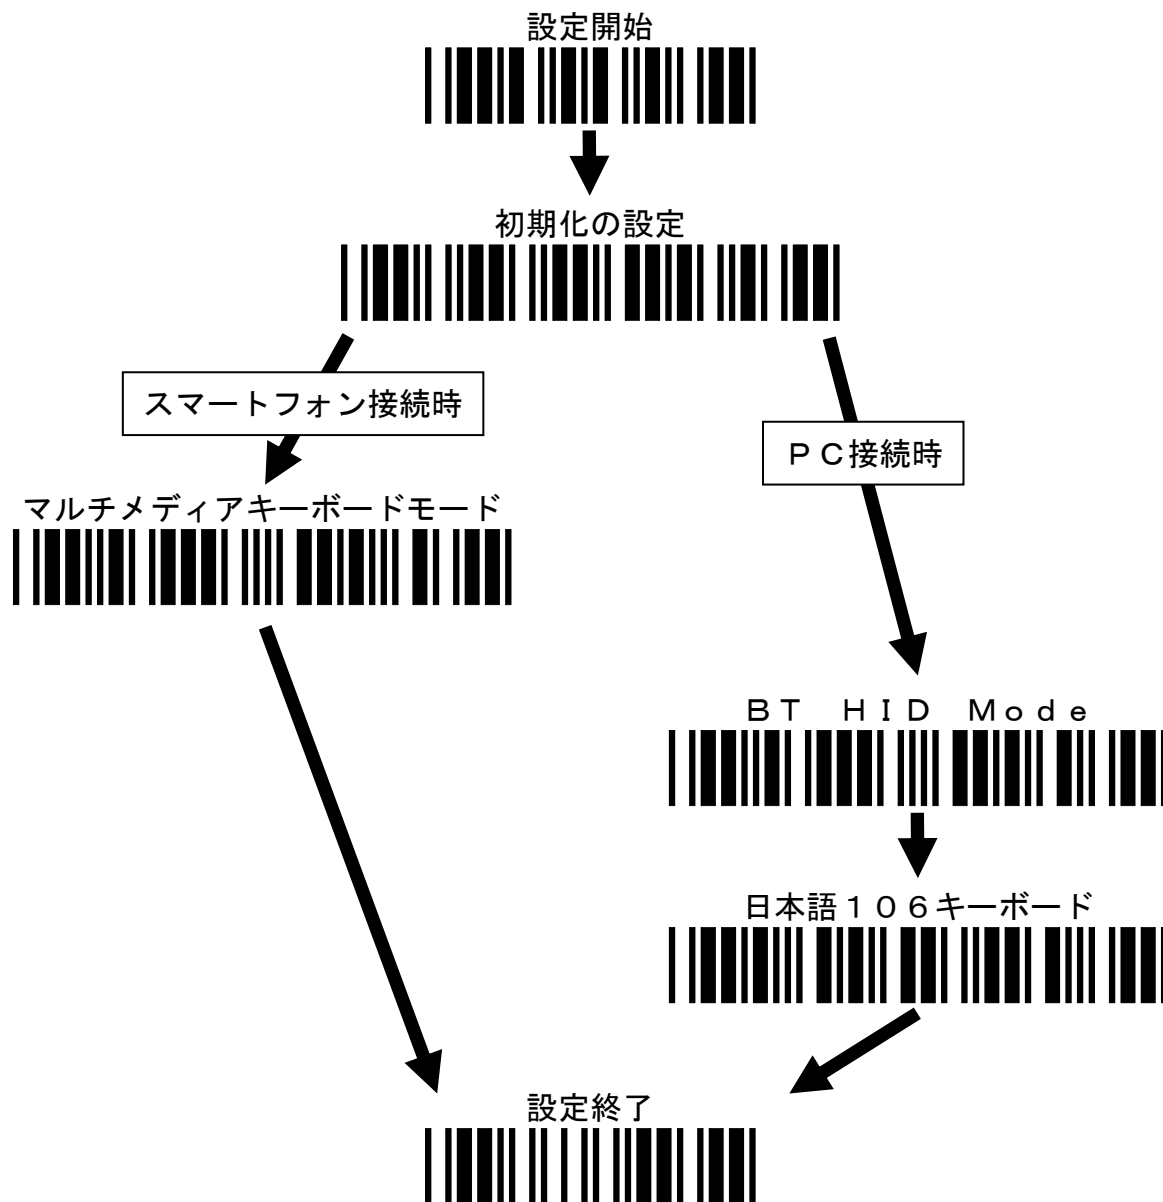 設定開始
初期化の設定
スマートフォン接続時
ＰＣ接続時
マルチメディアキーボードモード
ＢＴ　ＨＩＤ　Ｍｏｄｅ
日本語１０６キーボード
設定終了